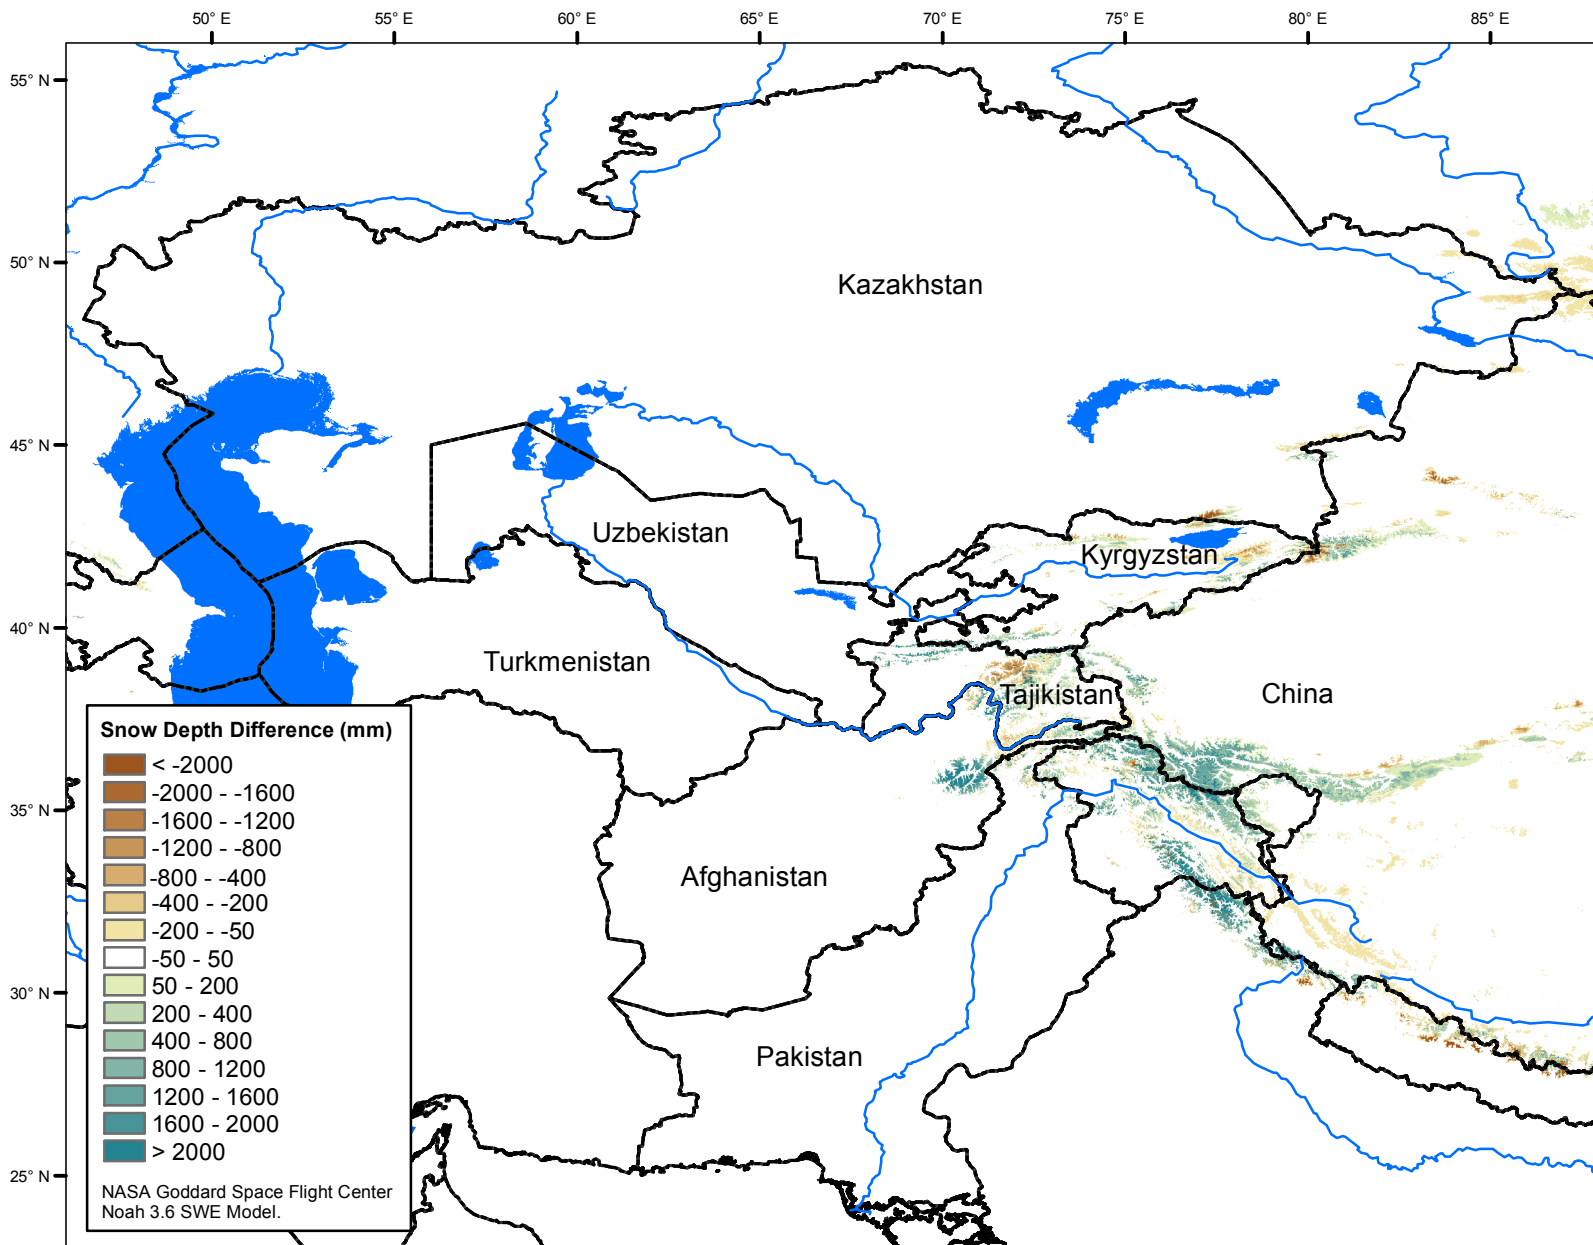 50° E 55° E 60° E 65° E 70° E 75° E 80° E 85° E
55° N
50° N
45° N
40° N
35° N
30° N
25° N
Kazakhstan
Uzbekistan
Kyrgyzstan
Turkmenistan
Tajikistan
China
Afghanistan
Pakistan
Snow Depth Difference (mm)
< -2000
-2000 - -1600
-1600 - -1200
-1200 - -800
-800 - -400
-400 - -200
-200 - -50
-50 - 50
50 - 200
200 - 400
400 - 800
800 - 1200
1200 - 1600
1600 - 2000
> 2000
NASA Goddard Space Flight Center
Noah 3.6 SWE Model.